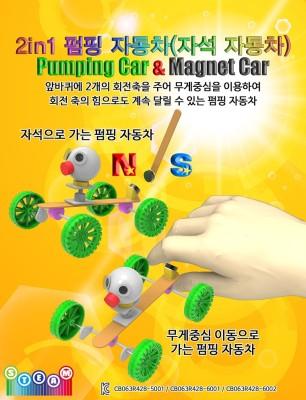 2in1 펌핑 자동차(자석 자동차)
Pumping Car & Magnet Car
앞바퀴에 2개의 회전축을 주어 무게중심을 이용하여
회전 축의 힘으로도 계속 달릴 수 있는 펌핑 자동차
자석으로 가는 펌핑 자동차
N S
무게중심 이동으로
가는 펌핑 자동차
STEAM
CB063R428-5001 / CB063R428-6001 / CB063R428-6002